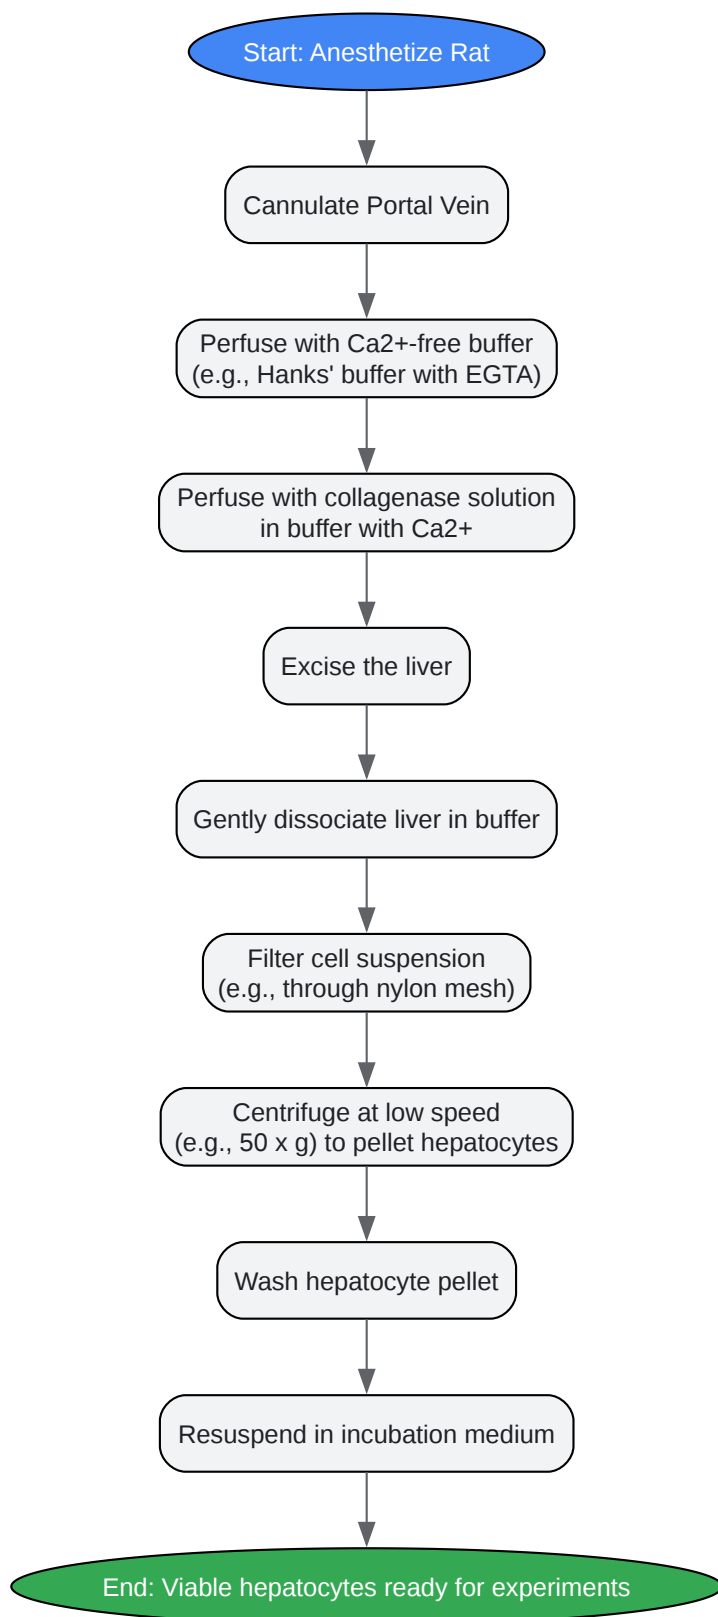 Start: Anesthetize Rat
Cannulate Portal Vein
Perfuse with Ca2+-free buffer
(e.g., Hanks' buffer with EGTA)
Perfuse with collagenase solution
in buffer with Ca2+
Excise the liver
Gently dissociate liver in buffer
Filter cell suspension
(e.g., through nylon mesh)
Centrifuge at low speed
(e.g., 50 x g) to pellet hepatocytes
Wash hepatocyte pellet
Resuspend in incubation medium
End: Viable hepatocytes ready for experiments